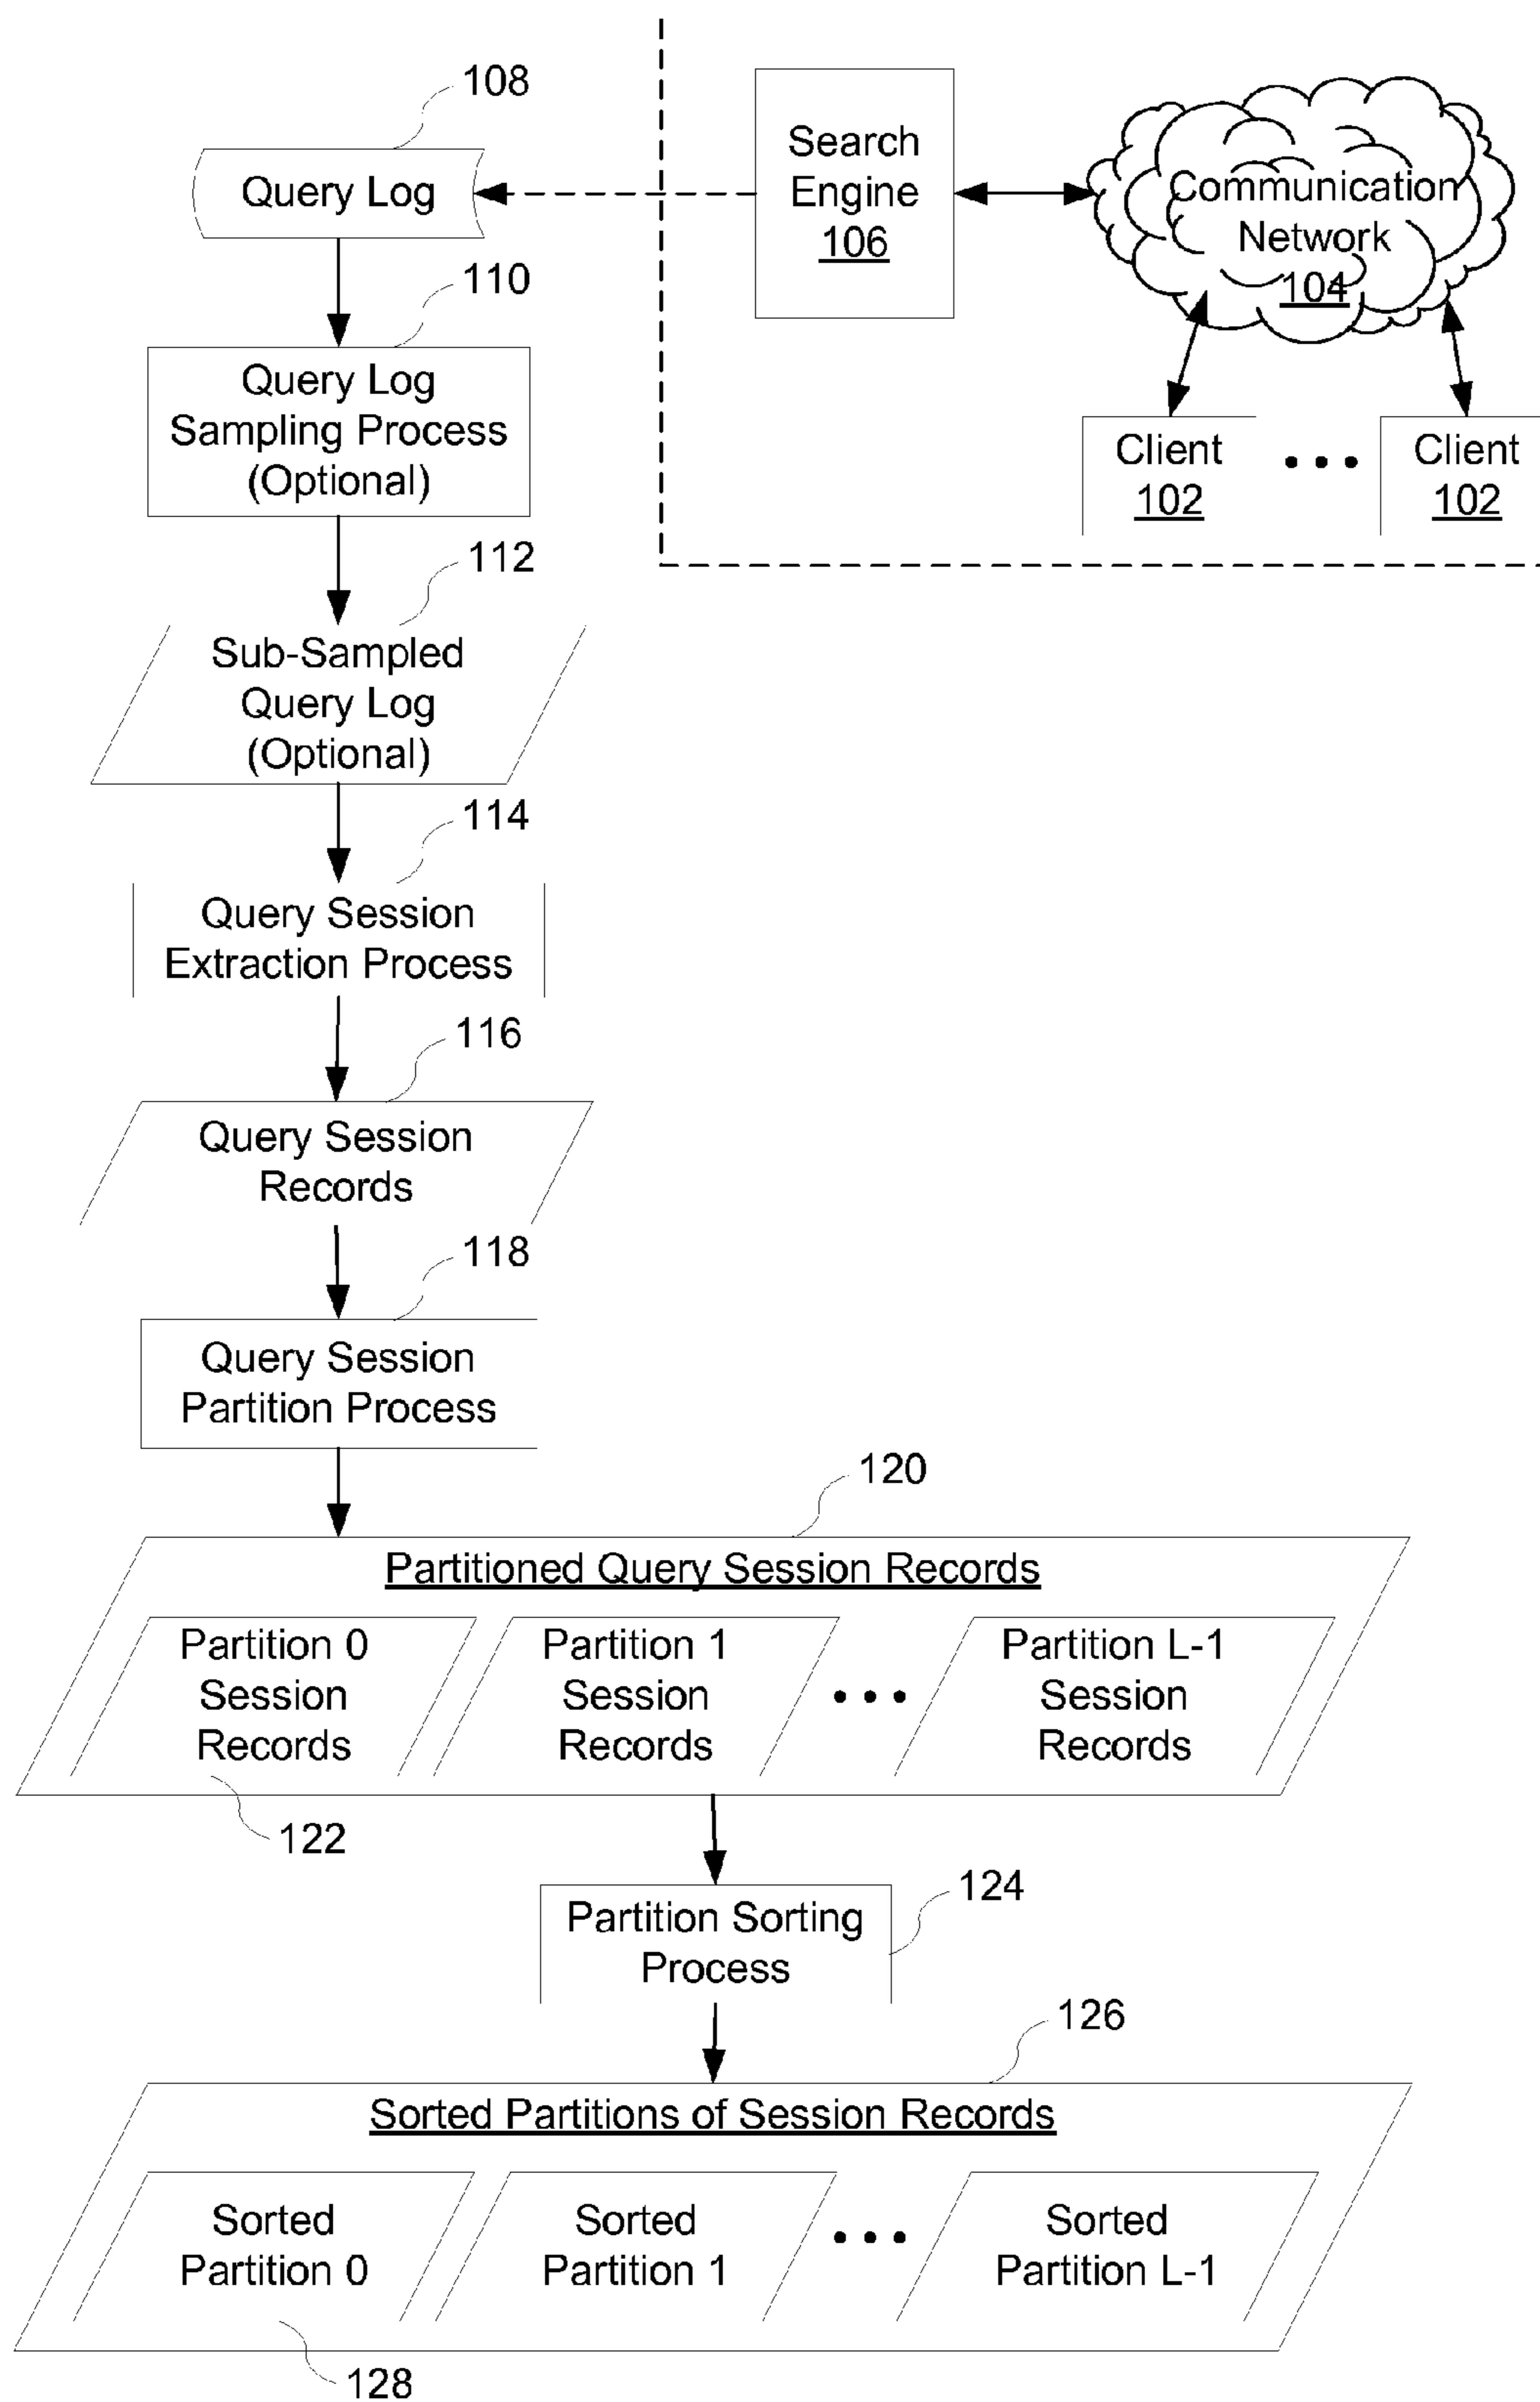 108
Query Log
Search
Engine
106
Communication
Network
104
110
Query Log
Sampling Process
(Optional)
Client
102
Client
102
112
Sub-Sampled
Query Log
(Optional)
114
Query Session
Extraction Process
116
Query Session
Records
118
Query Session
Partition Process
120
Partitioned Query Session Records
Partition 0
Session
Records
Partition 1
Session
Records
Partition L-1
Session
Records
122
124
Partition Sorting
Process
126
Sorted Partitions of Session Records
Sorted
Partition 0
Sorted
Partition 1
Sorted
Partition L-1
128